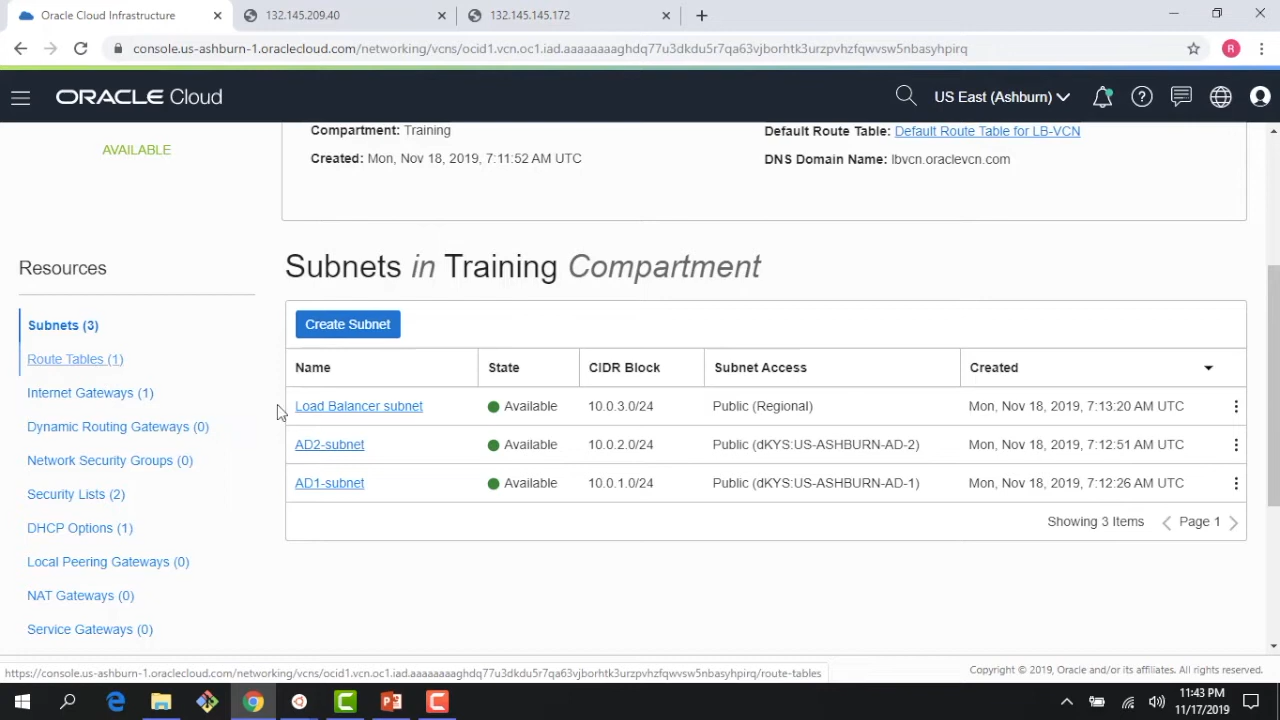 Oracle Cloud Infrastructure
132.145.209.40
132.145.145.172
console.us-ashburn-1.oraclecloud.com/networking/vcns/ocid1.vcn.oc1.iad.aaaaaaaaghdq77u3dkdu5r7qa63vjborhtk3urzpvhzfqwvsw5nbasyhpirq
R
ORACLE Cloud
US East (Ashburn)
AVAILABLE
Compartment: Training
Default Route Table: Default Route Table for LB-VCN
Created: Mon, Nov 18, 2019, 7:11:52 AM UTC
DNS Domain Name: lbvcn.oraclevcn.com
Resources
Subnets (3)
Route Tables (1)
Internet Gateways (1)
Dynamic Routing Gateways (0)
Network Security Groups (0)
Security Lists (2)
DHCP Options (1)
Local Peering Gateways (0)
NAT Gateways (0)
Service Gateways (0)
Subnets in Training Compartment
Create Subnet
Name State CIDR Block Subnet Access Created
Load Balancer subnet Available 10.0.3.0/24 Public (Regional) Mon, Nov 18, 2019, 7:13:20 AM UTC
AD2-subnet Available 10.0.2.0/24 Public (dKYS:US-ASHBURN-AD-2) Mon, Nov 18, 2019, 7:12:51 AM UTC
AD1-subnet Available 10.0.1.0/24 Public (dKYS:US-ASHBURN-AD-1) Mon, Nov 18, 2019, 7:12:26 AM UTC
Showing 3 Items Page 1
https://console.us-ashburn-1.oraclecloud.com/networking/vcns/ocid1.vcn.oc1.iad.aaaaaaaaghdq77u3dkdu5r7qa63vjborhtk3urzpvhzfqwvsw5nbasyhpirq/route-tables
Copyright © 2019, Oracle and/or its affiliates. All rights reserved.
11:43 PM
11/17/2019